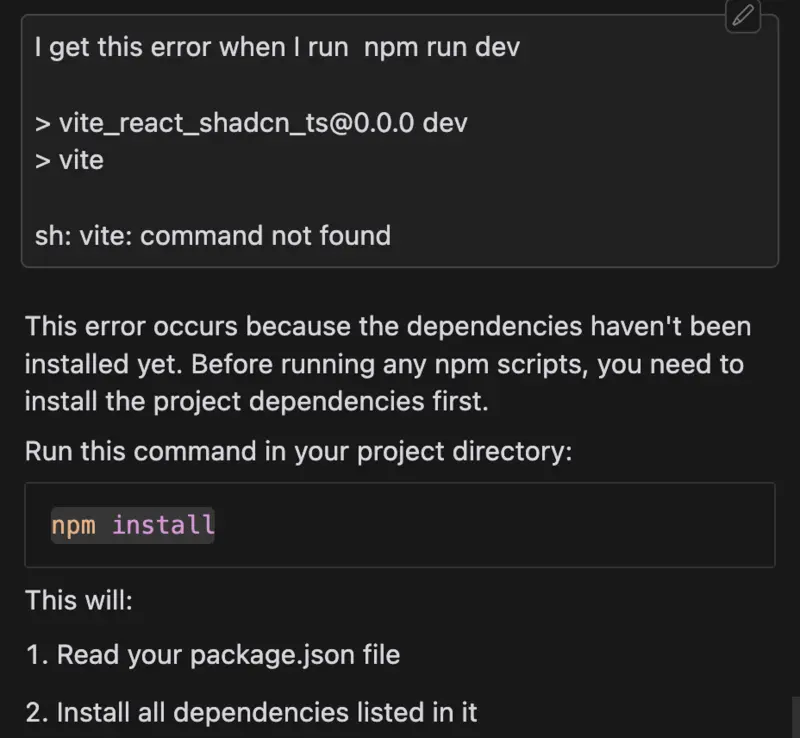 I get this error when I run  npm run dev
> vite_react_shadcn_ts@0.0.0 dev
> vite
sh: vite: command not found
This error occurs because the dependencies haven't been
installed yet. Before running any npm scripts, you need to
install the project dependencies first.
Run this command in your project directory:
npm install
This will:
1. Read your package.json file
2. Install all dependencies listed in it